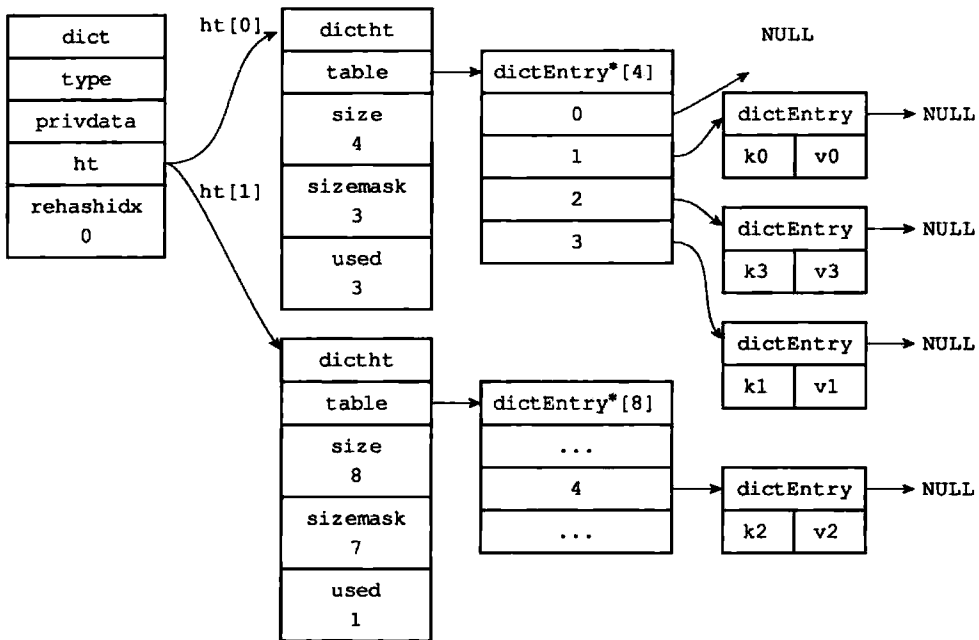 dict
type
privdata
ht
rehashidx
0
ht[0]
ht[1]
dictht
table
size
4
sizemask
3
used
3
dictEntry*[4]
0
1
2
3
NULL
dictEntry
k0 v0
NULL
dictEntry
k3 v3
NULL
dictEntry
k1 v1
NULL
dictht
table
size
8
sizemask
7
used
1
dictEntry*[8]
...
4
...
dictEntry
k2 v2
NULL